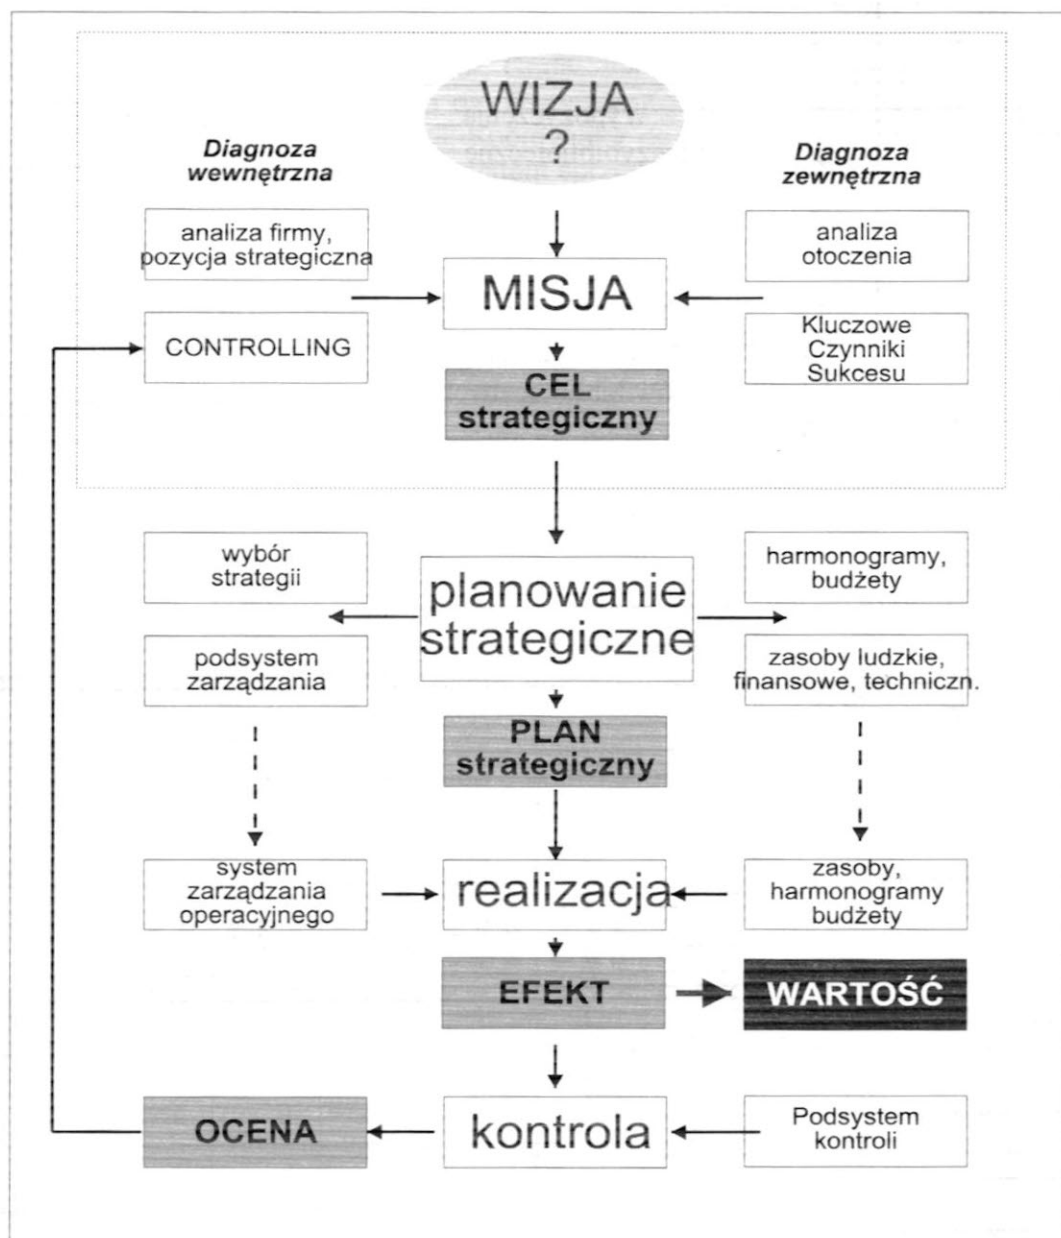 WIZJA
?
Diagnoza
wewnętrzna
Diagnoza
zewnętrzna
analiza firmy,
pozycja strategiczna
analiza
otoczenia
MISJA
CONTROLLING
Kluczowe
Czynniki
Sukcesu
CEL
strategiczny
wybór
strategii
planowanie
strategiczne
harmonogramy,
budżety
podsystem
zarządzania
zasoby ludzkie,
finansowe, techniczn.
PLAN
strategiczny
system
zarządzania
operacyjnego
realizacja
zasoby,
harmonogramy
budżety
EFEKT
WARTOŚĆ
OCENA
kontrola
Podsystem
kontroli